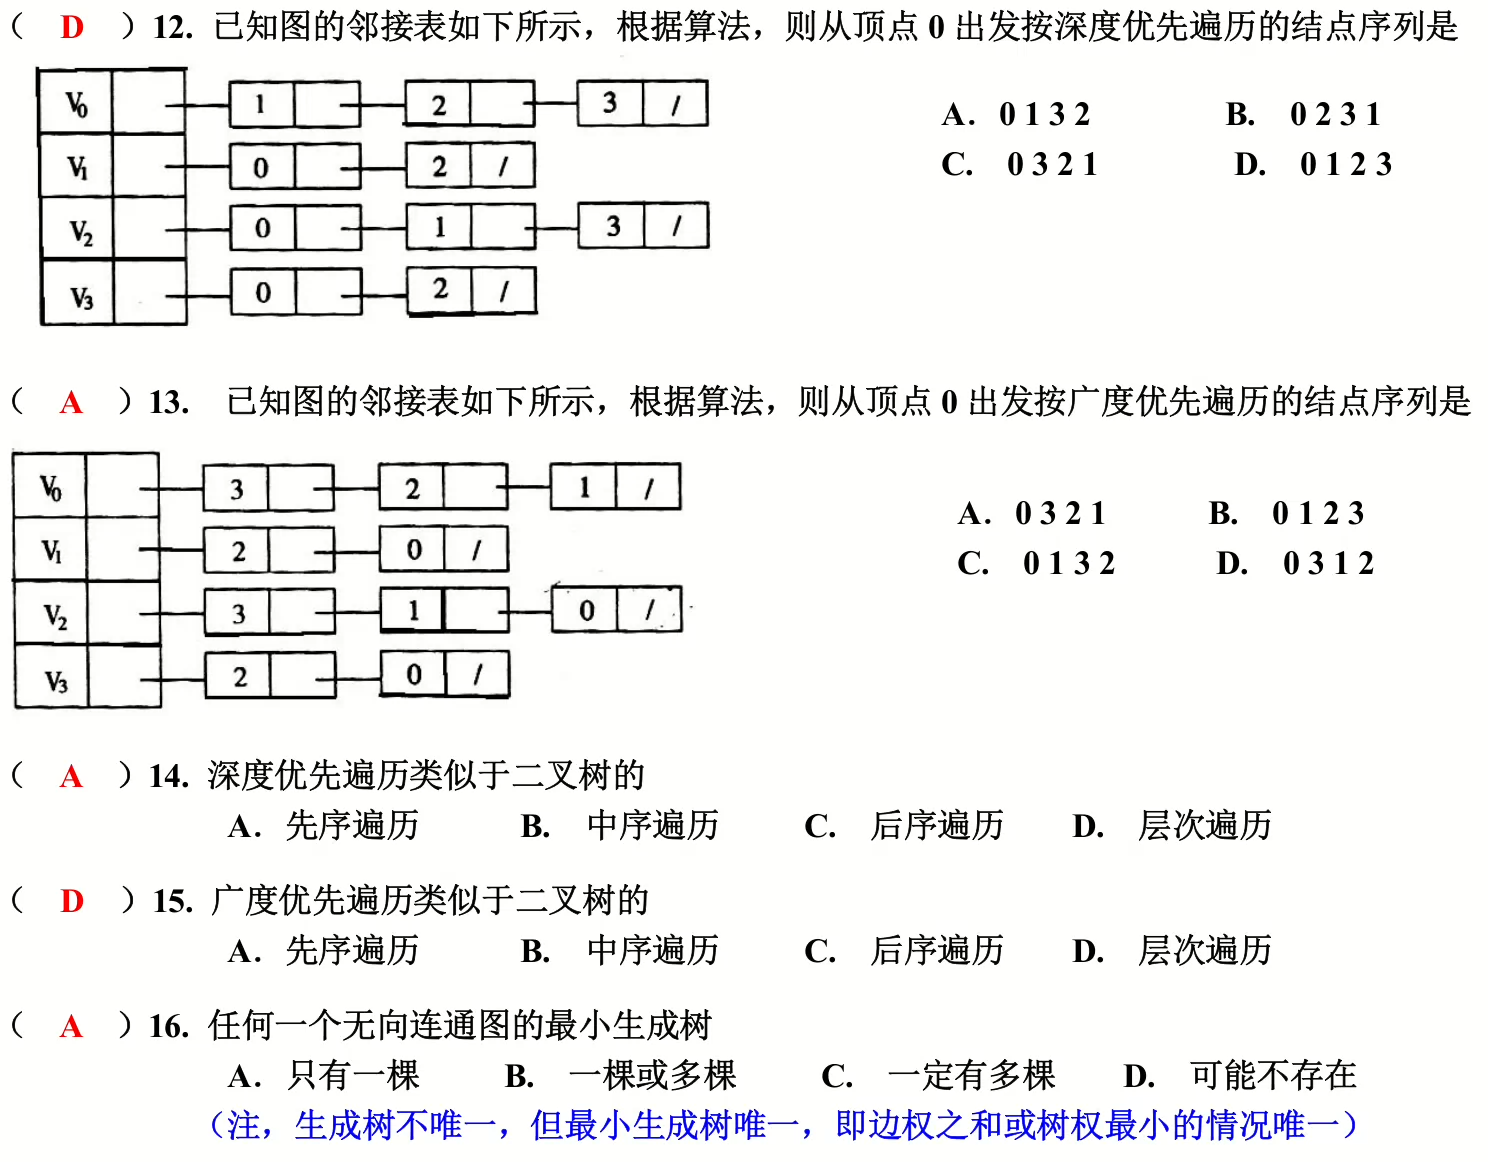 （ D ）12. 已知图的邻接表如下所示，根据算法，则从顶点 0 出发按深度优先遍历的结点序列是
V0 1 2 3 /
V1 0 2 /
V2 0 1 3 /
V3 0 2 /
A. 0 1 3 2 B. 0 2 3 1
C. 0 3 2 1 D. 0 1 2 3
（ A ）13. 已知图的邻接表如下所示，根据算法，则从顶点 0 出发按广度优先遍历的结点序列是
V0 3 2 1 /
V1 2 0 /
V2 3 1 0 /
V3 2 0 /
A. 0 3 2 1 B. 0 1 2 3
C. 0 1 3 2 D. 0 3 1 2
（ A ）14. 深度优先遍历类似于二叉树的
A. 先序遍历 B. 中序遍历 C. 后序遍历 D. 层次遍历
（ D ）15. 广度优先遍历类似于二叉树的
A. 先序遍历 B. 中序遍历 C. 后序遍历 D. 层次遍历
（ A ）16. 任何一个无向连通图的最小生成树
A. 只有一棵 B. 一棵或多棵 C. 一定有多棵 D. 可能不存在
（注，生成树不唯一，但最小生成树唯一，即边权之和或树权最小的情况唯一）